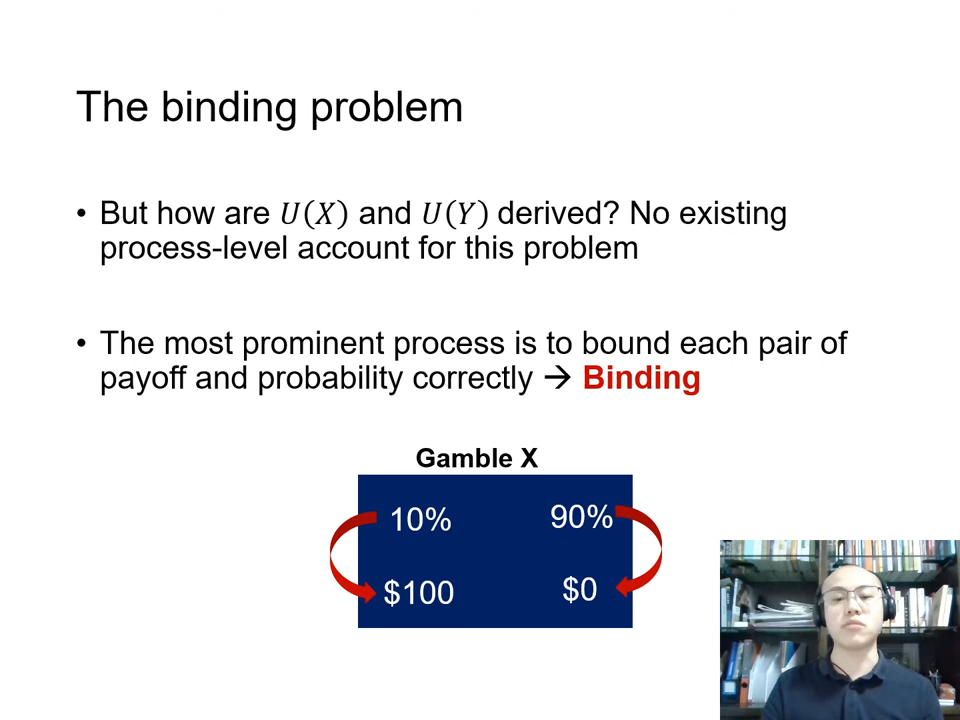 The binding problem
• But how are U(X) and U(Y) derived? No existing
process-level account for this problem
• The most prominent process is to bound each pair of
payoff and probability correctly → Binding
Gamble X
10% 90%
$100 $0